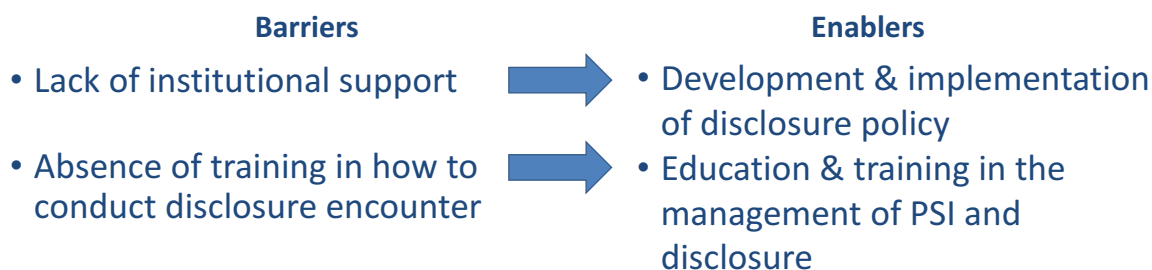 Barriers
Enablers
• Lack of institutional support
• Development & implementation
of disclosure policy
• Absence of training in how to
conduct disclosure encounter
• Education & training in the
management of PSI and
disclosure